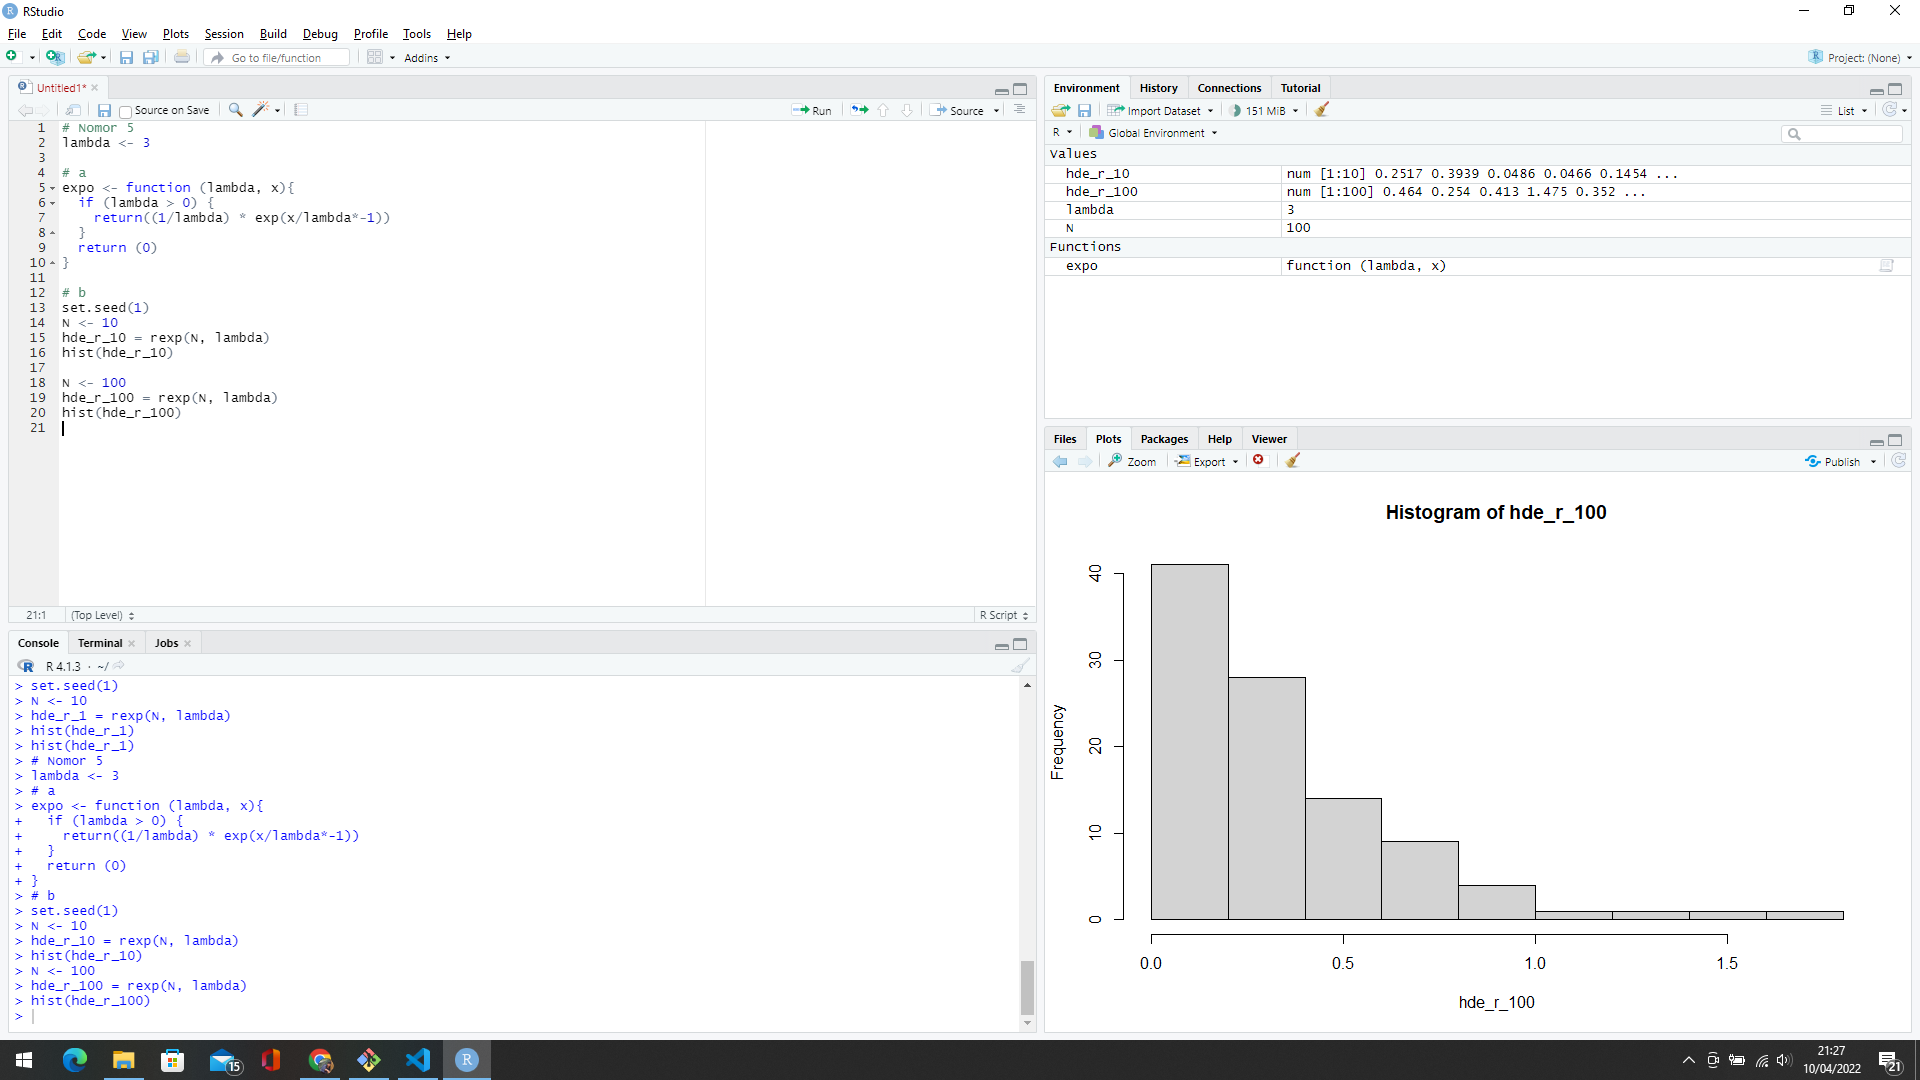 RStudio
File Edit Code View Plots Session Build Debug Profile Tools Help
Go to file/function Addins Project: (None)
Untitled1*
Source on Save Run Source
1 # Nomor 5
2 lambda <- 3
3
4 # a
5 expo <- function (lambda, x){
6 if (lambda > 0) {
7 return((1/lambda) * exp(x/lambda*-1))
8 }
9 return (0)
10 }
11
12 # b
13 set.seed(1)
14 N <- 10
15 hde_r_10 = rexp(N, lambda)
16 hist(hde_r_10)
17
18 N <- 100
19 hde_r_100 = rexp(N, lambda)
20 hist(hde_r_100)
21
21:1 (Top Level) R Script
Console Terminal Jobs
R 4.1.3 · ~/
> set.seed(1)
> N <- 10
> hde_r_1 = rexp(N, lambda)
> hist(hde_r_1)
> hist(hde_r_1)
> # Nomor 5
> lambda <- 3
> # a
> expo <- function (lambda, x){
+ if (lambda > 0) {
+ return((1/lambda) * exp(x/lambda*-1))
+ }
+ return (0)
+ }
> # b
> set.seed(1)
> N <- 10
> hde_r_10 = rexp(N, lambda)
> hist(hde_r_10)
> N <- 100
> hde_r_100 = rexp(N, lambda)
> hist(hde_r_100)
>
Environment History Connections Tutorial
Import Dataset 151 MiB List
R Global Environment
Values
hde_r_10 num [1:10] 0.2517 0.3939 0.0486 0.0466 0.1454 ...
hde_r_100 num [1:100] 0.464 0.254 0.413 1.475 0.352 ...
lambda 3
N 100
Functions
expo function (lambda, x)
Files Plots Packages Help Viewer
Zoom Export Publish
Histogram of hde_r_100
Frequency
40
30
20
10
0
0.0 0.5 1.0 1.5
hde_r_100
15
R
21:27
10/04/2022
21